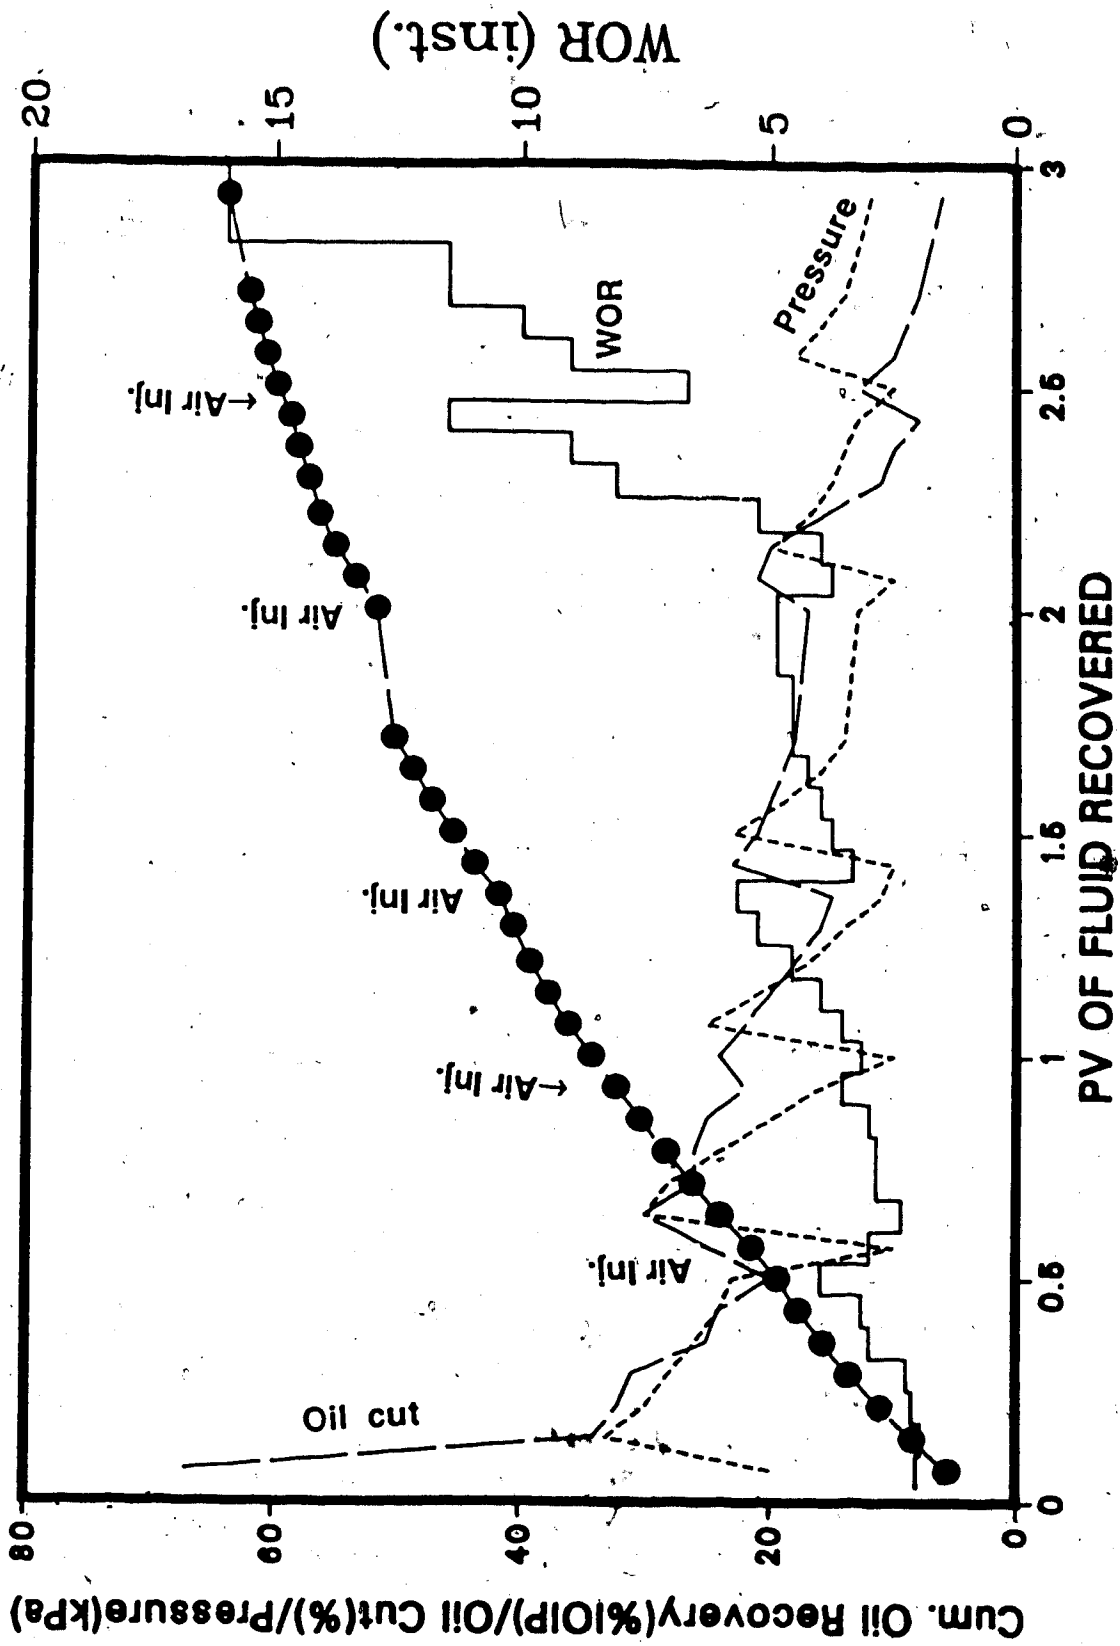 Cum. Oil Recovery(%IOIP)/Oil Cut(%)/Pressure(kPa)
80
60
40
20
0
WOR (inst.)
20
15
10
5
0
0
0.5
1
1.5
2
2.5
3
PV OF FLUID RECOVERED
Oil cut
Air Inj.
←Air Inj.
Air Inj.
Air Inj.
←Air Inj.
WOR
Pressure